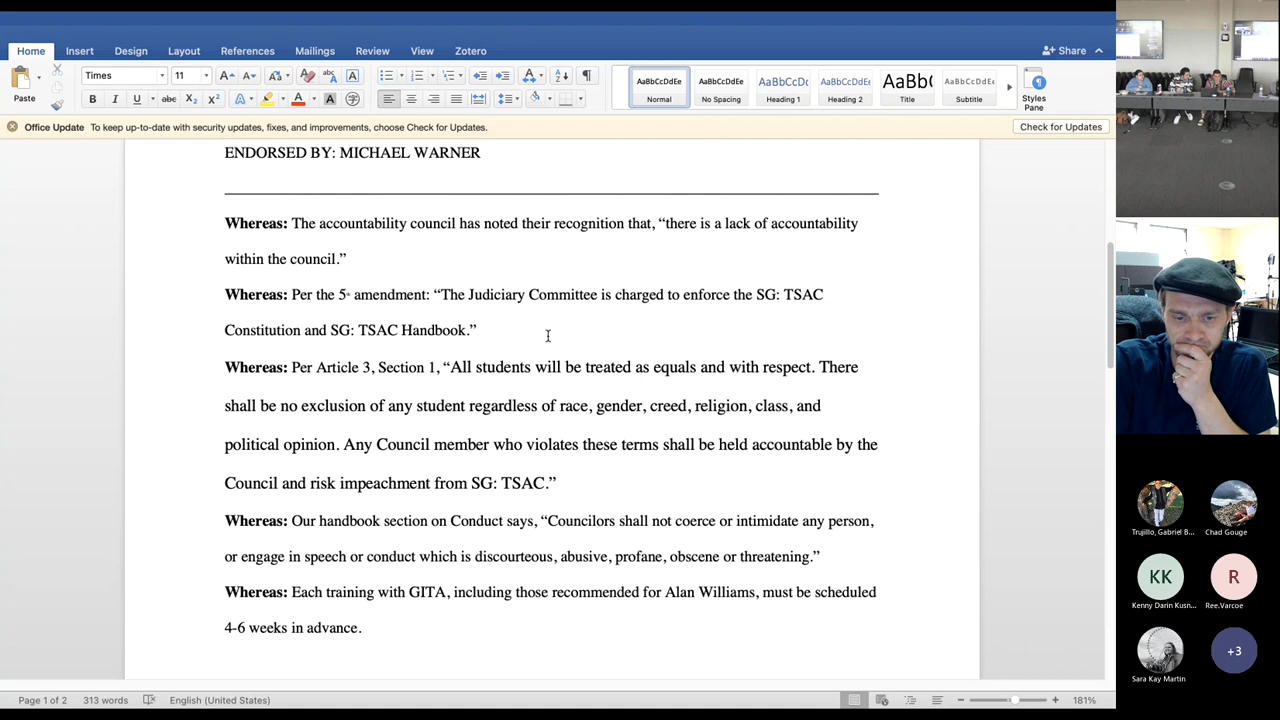 Home Insert Design Layout References Mailings Review View Zotero Share
Times 11
Paste
AaBbCcDdEe AaBbCcDdEe AaBbCcDc AaBbCcDdEe AaBb( AaBbCcDdEe
Normal No Spacing Heading 1 Heading 2 Title Subtitle Styles Pane
Office Update To keep up-to-date with security updates, fixes, and improvements, choose Check for Updates. Check for Updates
ENDORSED BY: MICHAEL WARNER
Whereas: The accountability council has noted their recognition that, “there is a lack of accountability
within the council.”
Whereas: Per the 5 amendment: “The Judiciary Committee is charged to enforce the SG: TSAC
Constitution and SG: TSAC Handbook.”
Whereas: Per Article 3, Section 1, “All students will be treated as equals and with respect. There
shall be no exclusion of any student regardless of race, gender, creed, religion, class, and
political opinion. Any Council member who violates these terms shall be held accountable by the
Council and risk impeachment from SG: TSAC.”
Whereas: Our handbook section on Conduct says, “Councilors shall not coerce or intimidate any person,
or engage in speech or conduct which is discourteous, abusive, profane, obscene or threatening.”
Whereas: Each training with GITA, including those recommended for Alan Williams, must be scheduled
4-6 weeks in advance.
Page 1 of 2 313 words English (United States) 181%
Trujillo, Gabriel B... Chad Gouge
KK R
Kenny Darin Kusn... Ree.Varcoe
+3
Sara Kay Martin